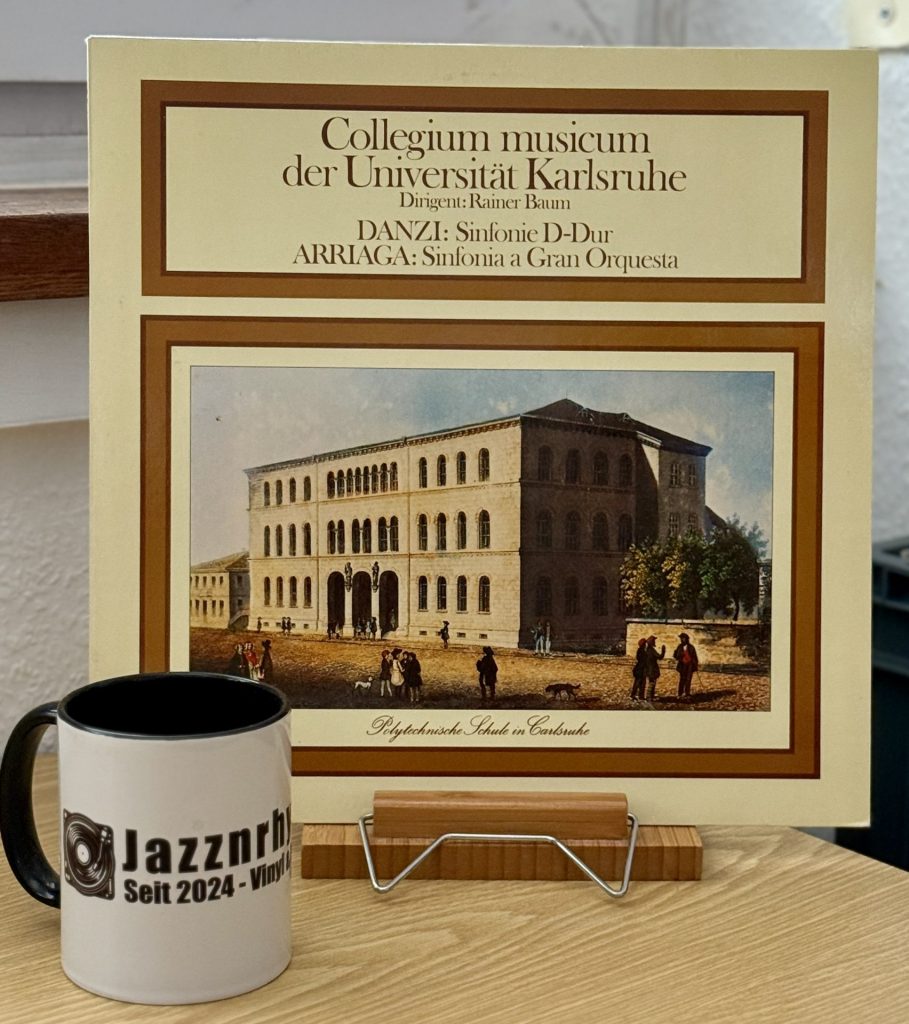 Collegium musicum
der Universität Karlsruhe
Dirigent: Rainer Baum
DANZI: Sinfonie D-Dur
ARRIAGA: Sinfonia a Gran Orquesta
Polytechnische Schule in Carlsruhe
Jazznrhy
Seit 2024 - Vinyl